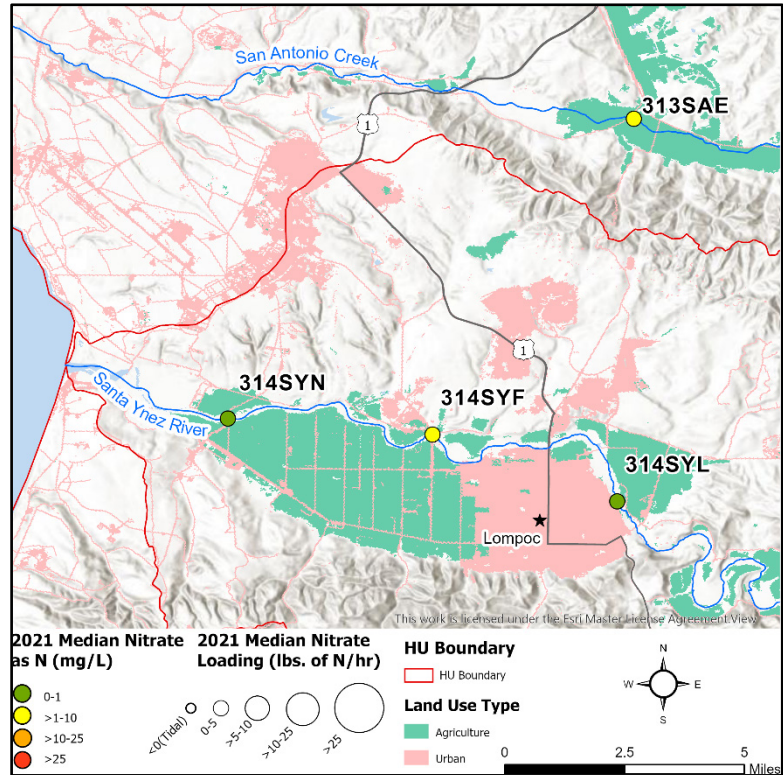 San Antonio Creek
1
313SAE
1
314SYN
314SYF
Santa Ynez River
314SYL
Lompoc
This work is licensed under the Esri Master License Agreement.View
2021 Median Nitrate
as N (mg/L)
0-1
>1-10
>10-25
>25
2021 Median Nitrate
Loading (lbs. of N/hr)
<0(Tidal)
0-5
>5-10
>10-25
>25
HU Boundary
HU Boundary
Land Use Type
Agriculture
Urban
N
W E
S
0 2.5 5
Miles